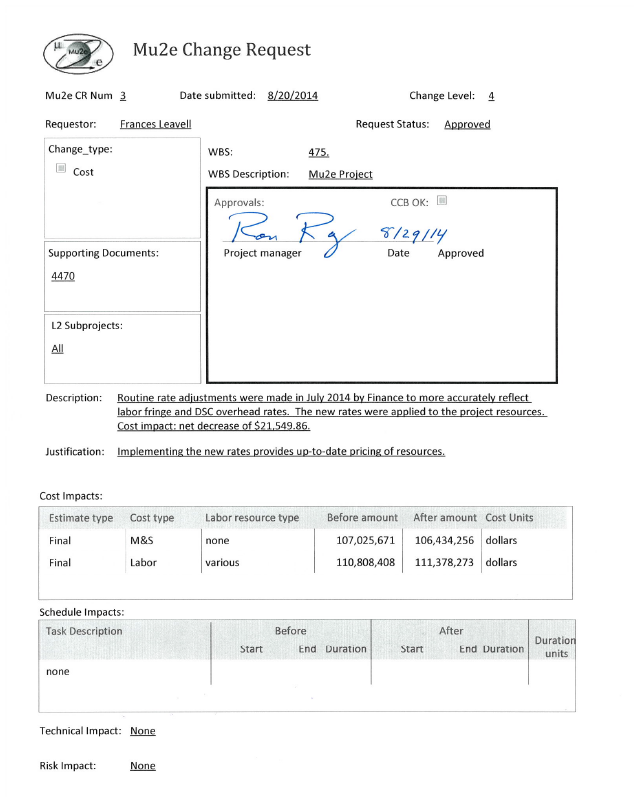 μ Mu2e e
Mu2e Change Request
Mu2e CR Num 3 Date submitted: 8/20/2014 Change Level: 4
Requestor: Frances Leavell Request Status: Approved
Change_type:
Cost
WBS: 475.
WBS Description: Mu2e Project
Approvals: CCB OK:
Ron Ray 8/29/14
Project manager Date Approved
Supporting Documents:
4470
L2 Subprojects:
All
Description: Routine rate adjustments were made in July 2014 by Finance to more accurately reflect
labor fringe and DSC overhead rates. The new rates were applied to the project resources.
Cost impact: net decrease of $21,549.86.
Justification: Implementing the new rates provides up-to-date pricing of resources.
Cost Impacts:
Estimate type Cost type Labor resource type Before amount After amount Cost Units
Final M&S none 107,025,671 106,434,256 dollars
Final Labor various 110,808,408 111,378,273 dollars
Schedule Impacts:
Task Description Before After Duration units
Start End Duration Start End Duration
none
Technical Impact: None
Risk Impact: None